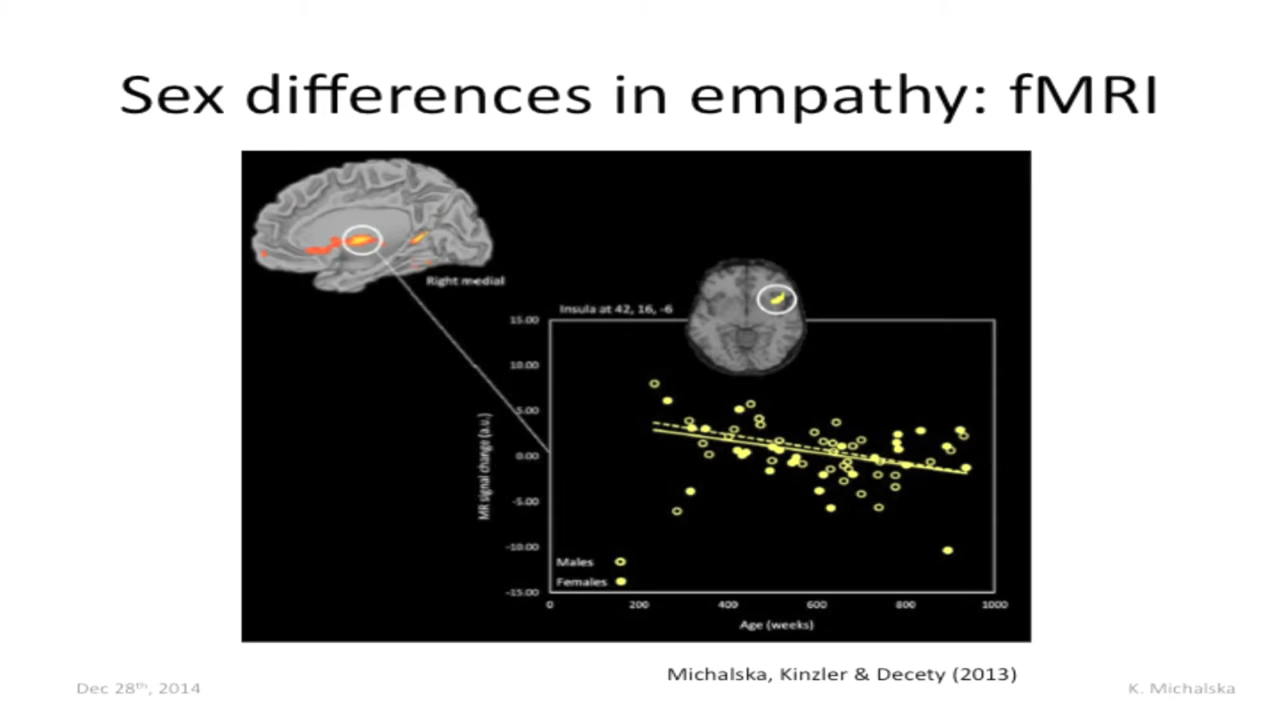 Sex differences in empathy: fMRI
Right medial
Insula at 42, 16, -6
15.00
10.00
5.00
0.00
-5.00
-10.00
-15.00
MR signal change (a.u.)
Males
Females
0 200 400 600 800 1000
Age (weeks)
Michalska, Kinzler & Decety (2013)
Dec 28th, 2014
K. Michalska